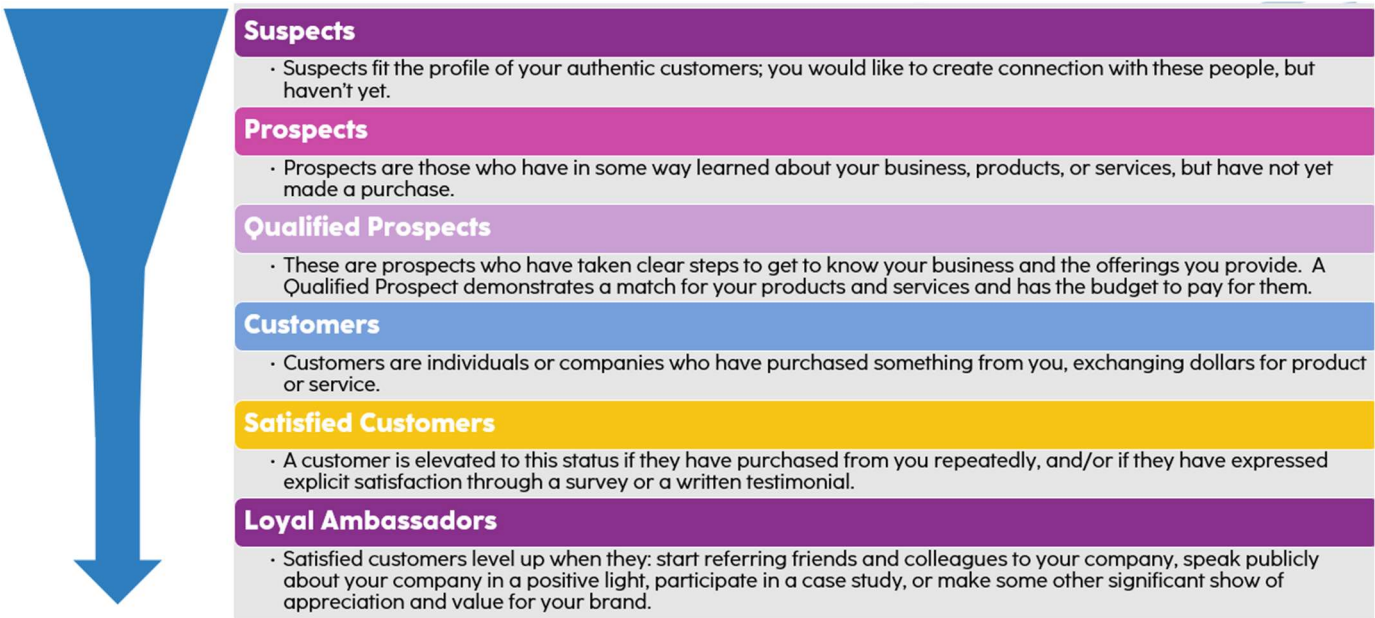 Suspects
· Suspects fit the profile of your authentic customers; you would like to create connection with these people, but
haven't yet.
Prospects
· Prospects are those who have in some way learned about your business, products, or services, but have not yet
made a purchase.
Qualified Prospects
· These are prospects who have taken clear steps to get to know your business and the offerings you provide.  A
Qualified Prospect demonstrates a match for your products and services and has the budget to pay for them.
Customers
· Customers are individuals or companies who have purchased something from you, exchanging dollars for product
or service.
Satisfied Customers
· A customer is elevated to this status if they have purchased from you repeatedly, and/or if they have expressed
explicit satisfaction through a survey or a written testimonial.
Loyal Ambassadors
· Satisfied customers level up when they: start referring friends and colleagues to your company, speak publicly
about your company in a positive light, participate in a case study, or make some other significant show of
appreciation and value for your brand.